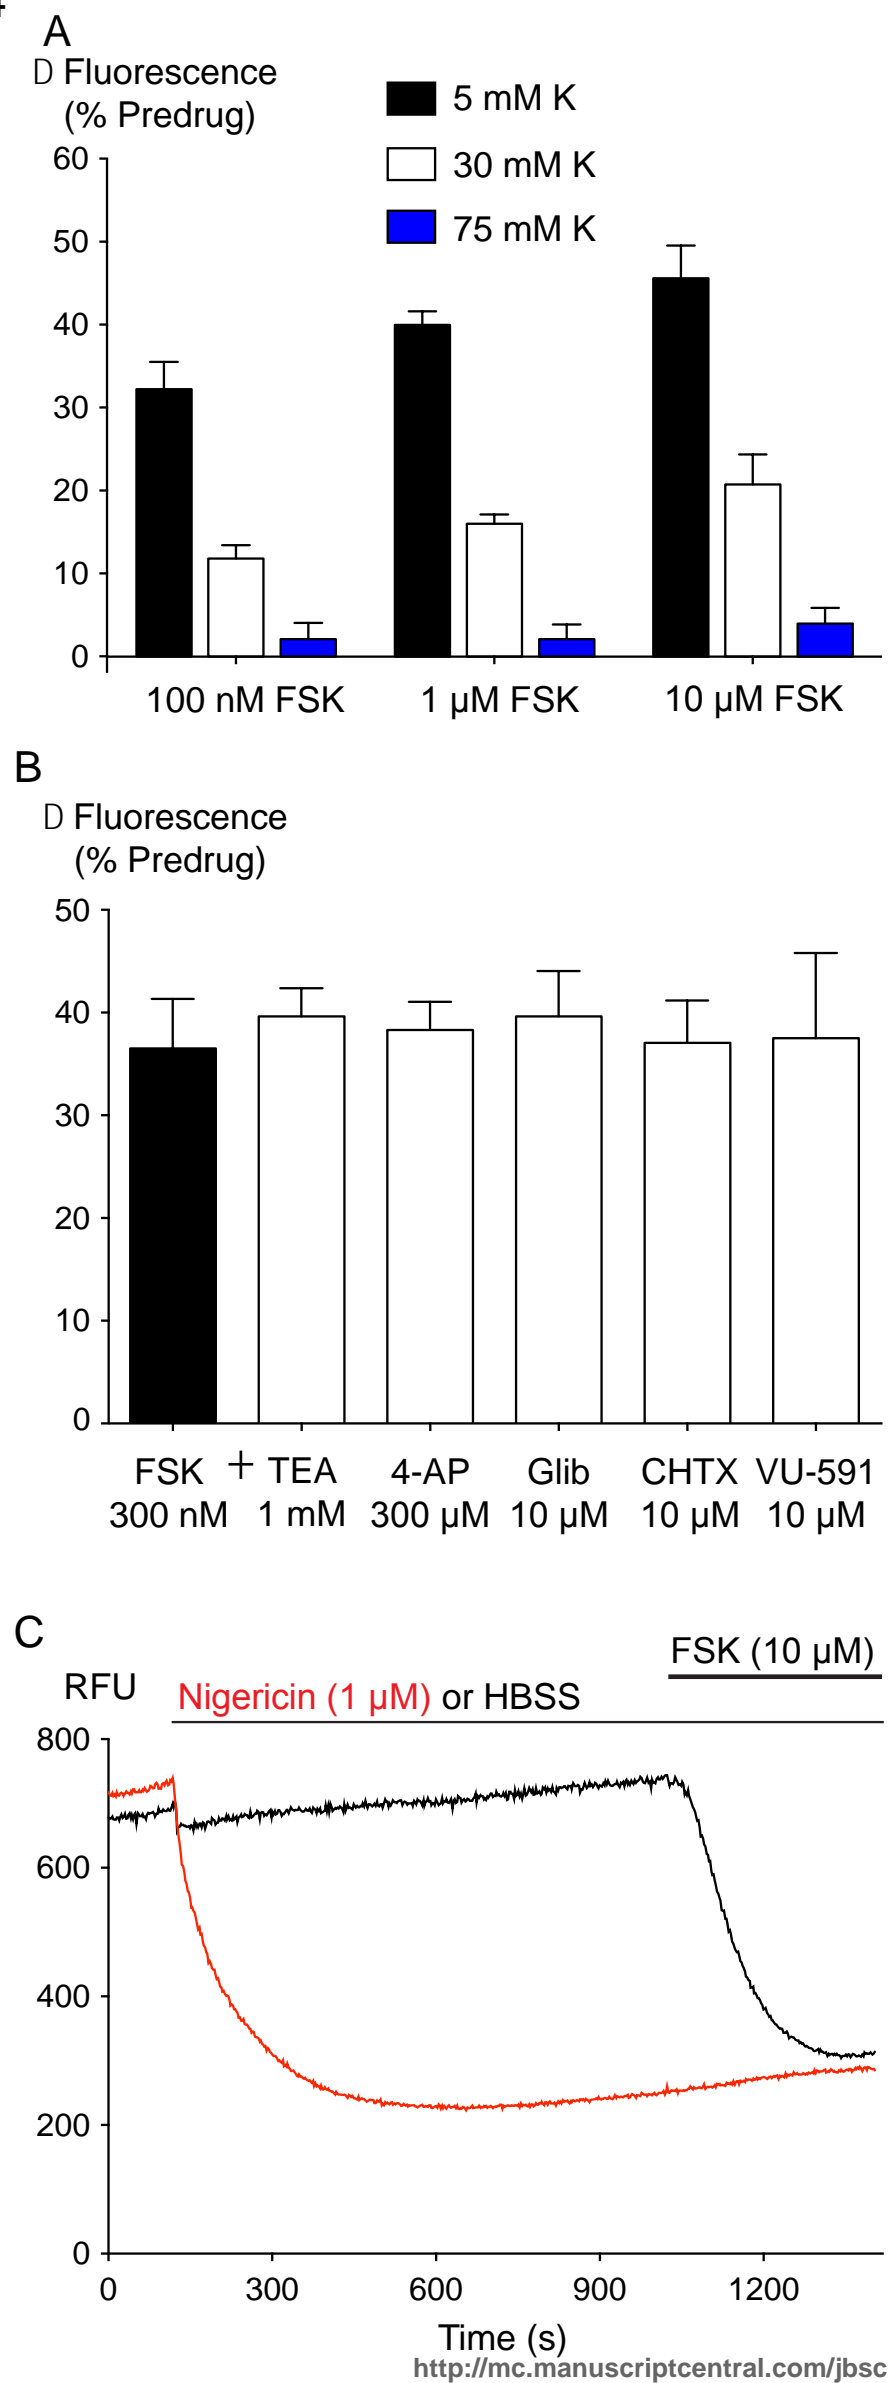 A
D Fluorescence
(% Predrug)
5 mM K
30 mM K
75 mM K
60
50
40
30
20
10
0
100 nM FSK 1 µM FSK 10 µM FSK
B
D Fluorescence
(% Predrug)
50
40
30
20
10
0
FSK + TEA 4-AP Glib CHTX VU-591
300 nM 1 mM 300 µM 10 µM 10 µM 10 µM
C
FSK (10 µM)
RFU
Nigericin (1 µM) or HBSS
800
600
400
200
0
0 300 600 900 1200
Time (s)
http://mc.manuscriptcentral.com/jbsc